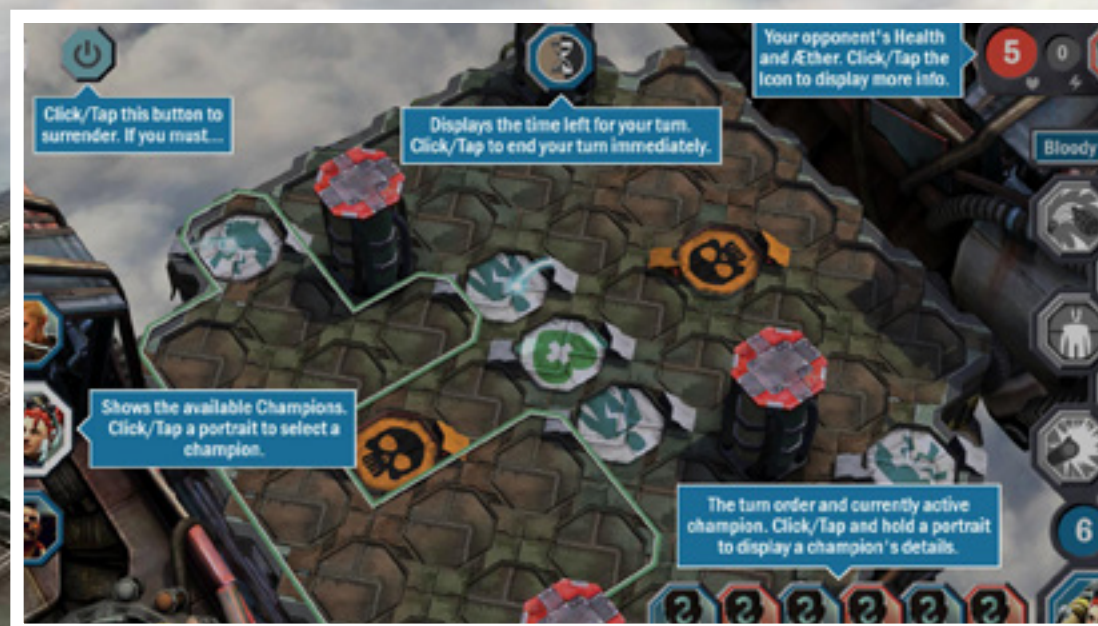 Your opponent's Health
and Æther. Click/Tap the
Icon to display more info.
5
0
Click/Tap this button to
surrender. If you must....
Displays the time left for your turn.
Click/Tap to end your turn immediately.
Bloody
Shows the available Champions.
Click/Tap a portrait to select a
champion.
The turn order and currently active
champion. Click/Tap and hold a portrait
to display a champion's details.
6
? ? ? ? ? ?